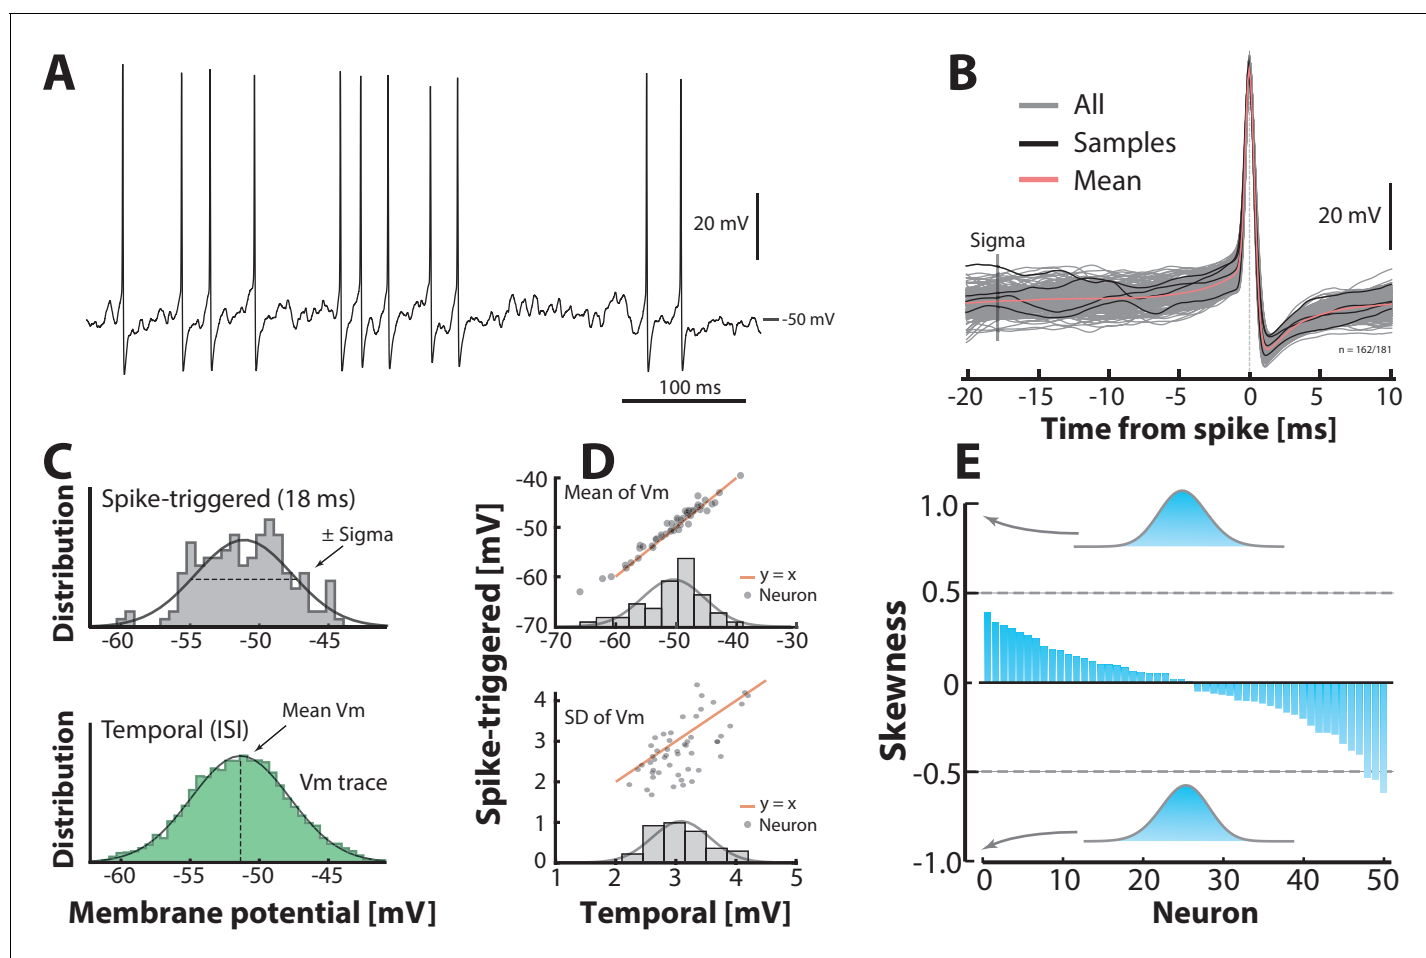 A
20 mV
-50 mV
100 ms
B
All
Samples
Mean
20 mV
Sigma
n = 162/181
-20 -15 -10 -5 0 5 10
Time from spike [ms]
C
Distribution
Spike-triggered (18 ms)
± Sigma
-60 -55 -50 -45
Distribution
Temporal (ISI)
Mean Vm
Vm trace
-60 -55 -50 -45
Membrane potential [mV]
D
Spike-triggered [mV]
-40
-50
-60
-70
Mean of Vm
y = x
Neuron
-70 -60 -50 -40 -30
4
3
2
1
0
SD of Vm
y = x
Neuron
1 2 3 4 5
Temporal [mV]
E
Skewness
1.0
0.5
0
-0.5
-1.0
0 10 20 30 40 50
Neuron